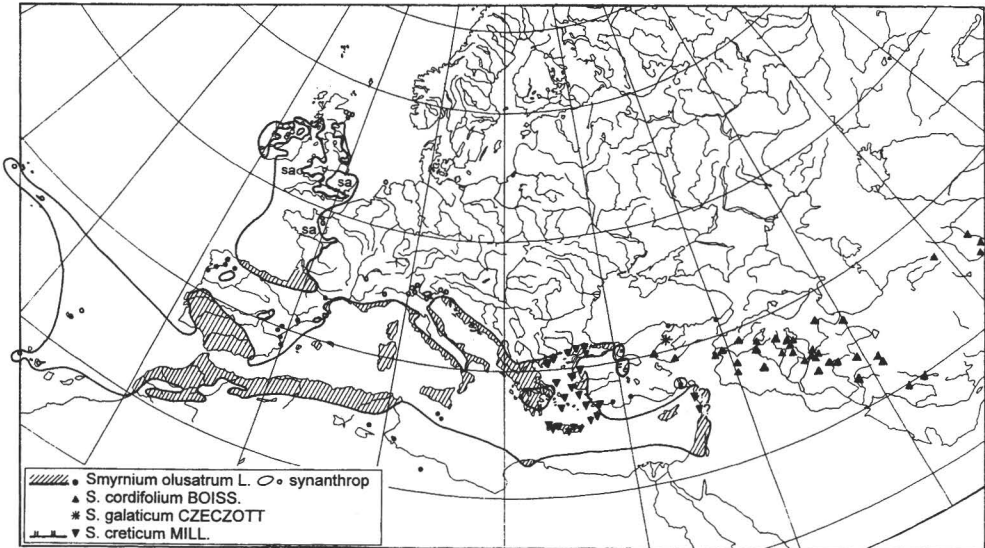 sa
sa
sa
Smyrnium olusatrum L. synanthrop
S. cordifolium BOISS.
S. galaticum CZECZOTT
S. creticum MILL.